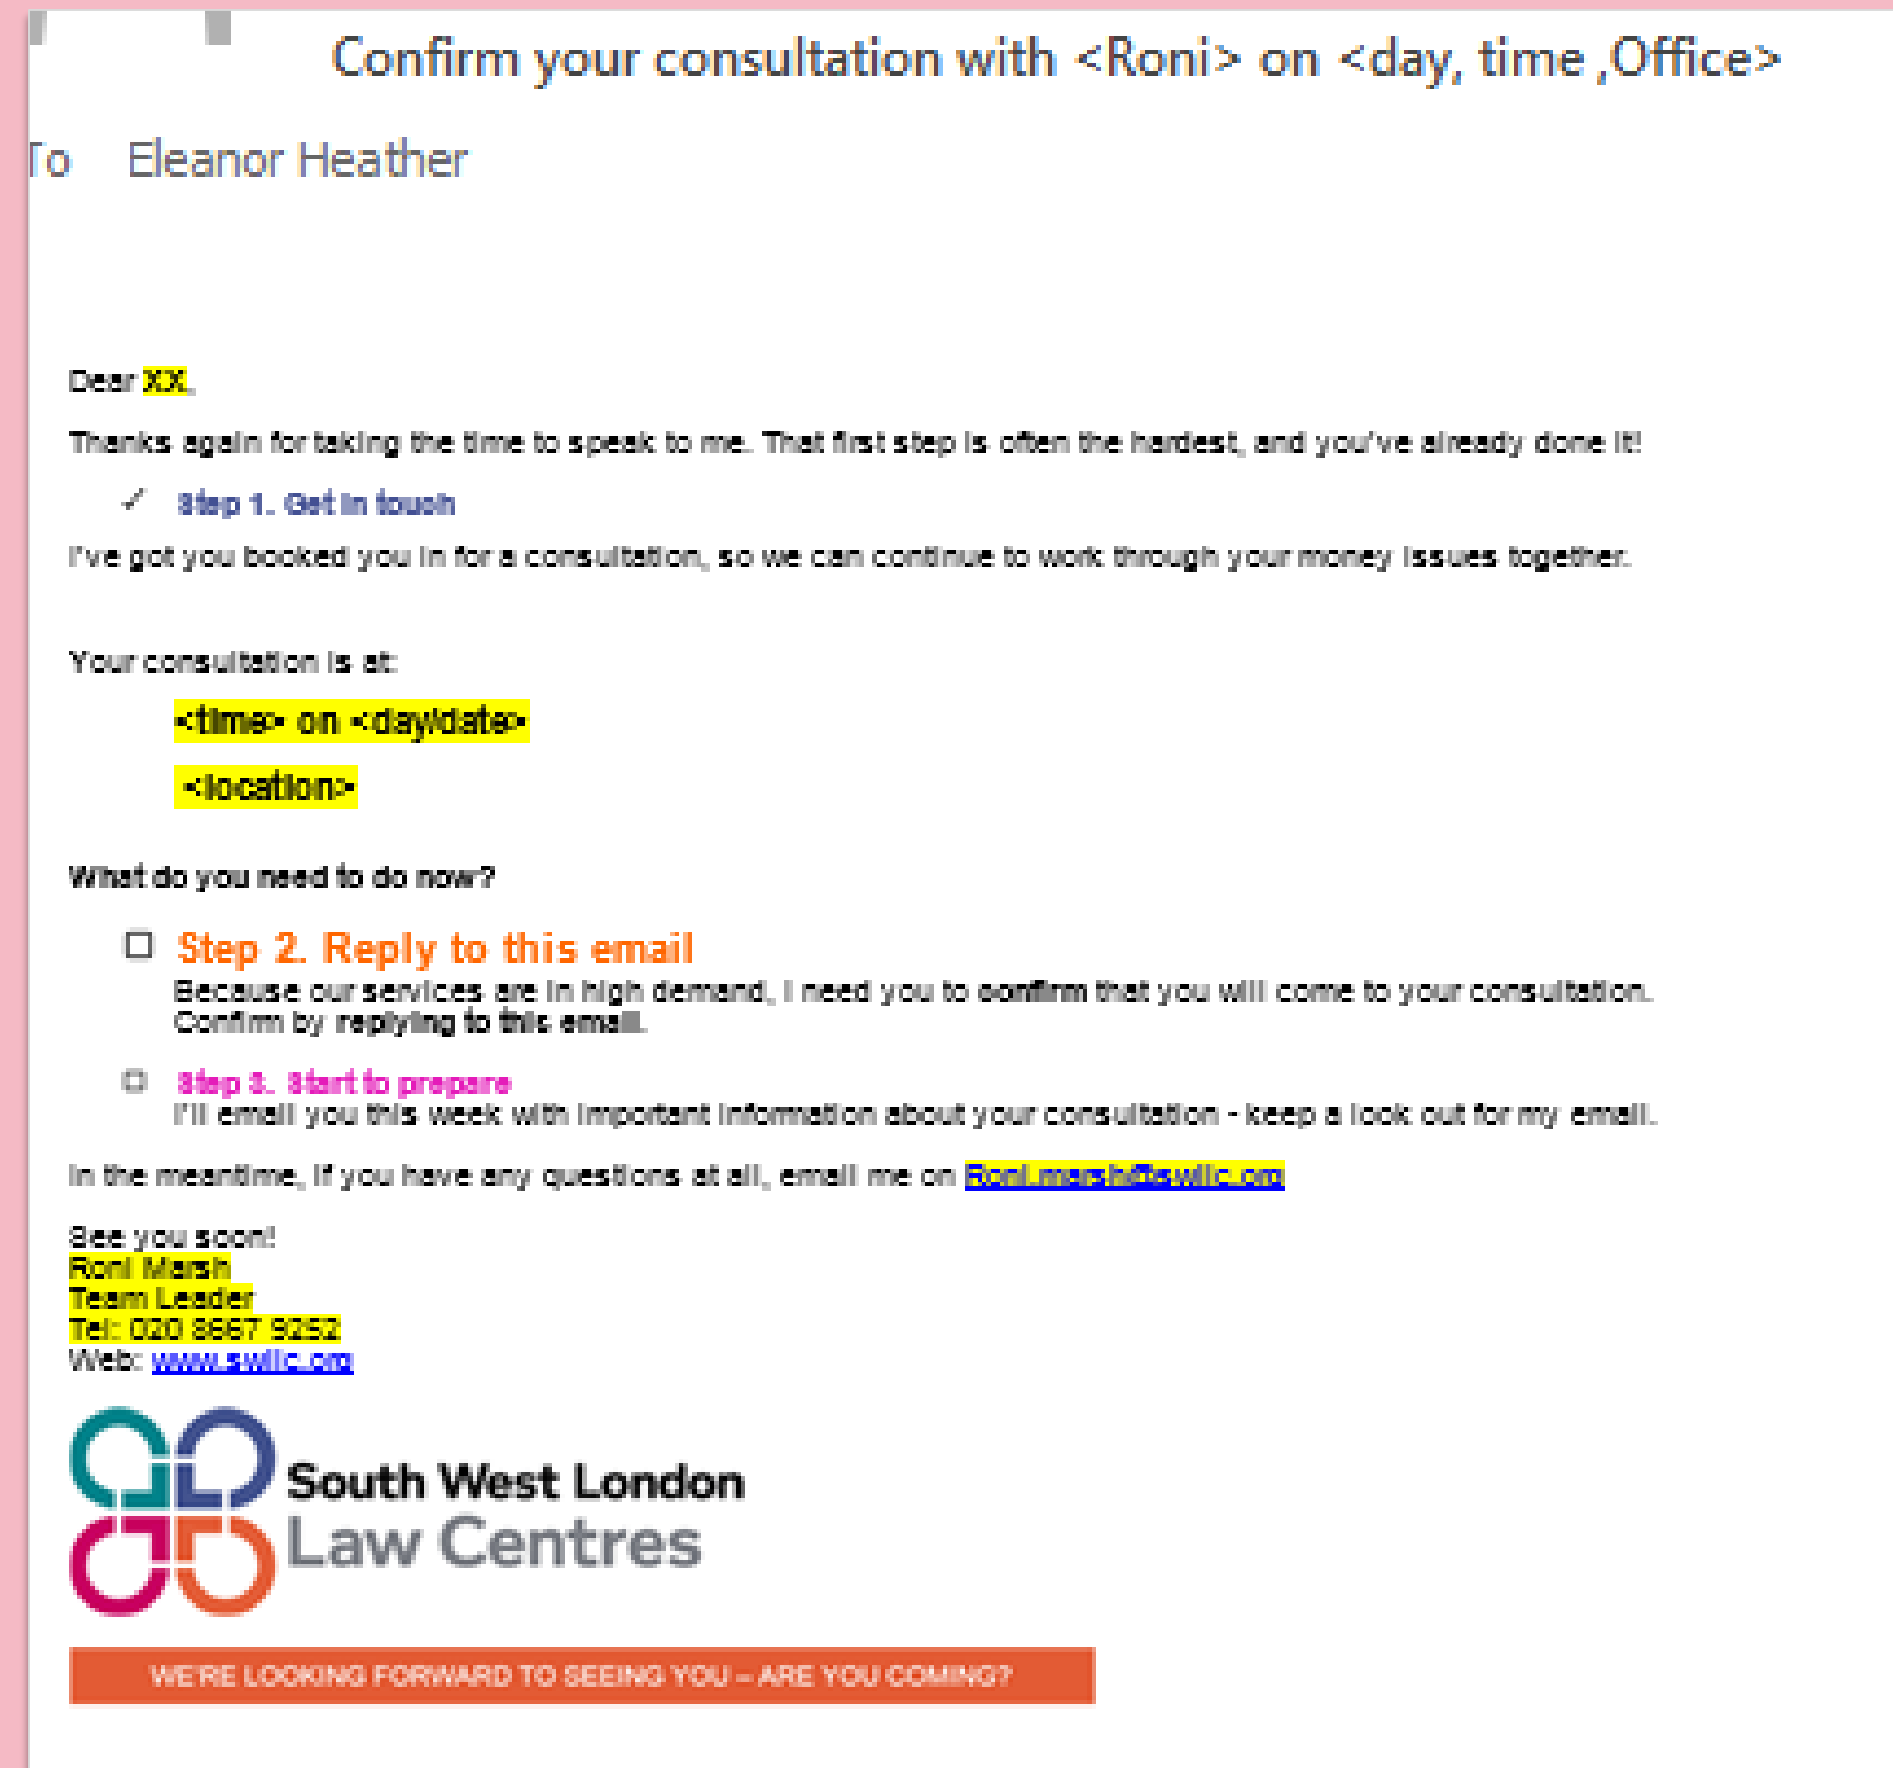 Confirm your consultation with <Roni> on <day, time ,Office>
To Eleanor Heather
Dear XX,
Thanks again for taking the time to speak to me. That first step is often the hardest, and you've already done it!
✓ Step 1. Get in touch
I've got you booked you in for a consultation, so we can continue to work through your money issues together.
Your consultation is at:
<time> on <day/date>
<location>
What do you need to do now?
☐ Step 2. Reply to this email
Because our services are in high demand, I need you to confirm that you will come to your consultation.
Confirm by replying to this email.
☐ Step 3. Start to prepare
I'll email you this week with important information about your consultation - keep a look out for my email.
In the meantime, if you have any questions at all, email me on Roni.marsh@swllc.org
See you soon!
Roni Marsh
Team Leader
Tel: 020 8667 9252
Web: www.swllc.org
South West London
Law Centres
WE'RE LOOKING FORWARD TO SEEING YOU – ARE YOU COMING?